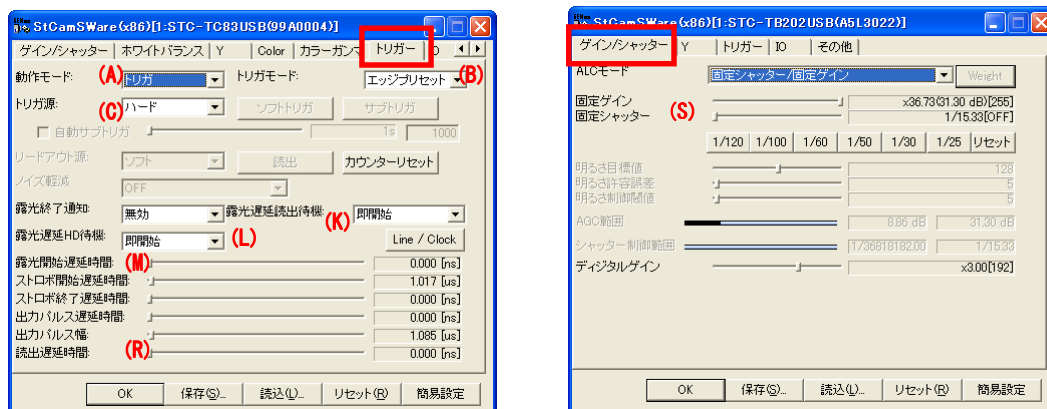 StCamSWare(x86)[1:STC-TC83USB(99A0004)]
ゲイン/シャッター ホワイトバランス Y Color カラーガンマ トリガー
動作モード: (A) トリガ トリガモード: エッジプリセット (B)
トリガ源: (C) ハード ソフトトリガ サブトリガ
自動サブトリガ 1s 1000
リードアウト源: ソフト 読出 カウンターリセット
ノイズ軽減 OFF
露光終了通知: 無効 露光遅延読出待機: (K) 即開始
露光遅延HD待機: 即開始 (L) Line / Clock
露光開始遅延時間: (M) 0.000 [ns]
ストロボ開始遅延時間: 1.017 [us]
ストロボ終了遅延時間: 0.000 [ns]
出力パルス遅延時間: 0.000 [ns]
出力パルス幅: 1.085 [us]
読出遅延時間: (R) 0.000 [ns]
OK 保存(S)... 読込(L)... リセット(R) 簡易設定
StCamSWare(x86)[1:STC-TB202USB(A5L3022)]
ゲイン/シャッター Y トリガー IO その他
ALCモード 固定シャッター/固定ゲイン Weight
固定ゲイン (S) x36.73(31.30 dB)[255]
固定シャッター 1/15.33[OFF]
1/120 1/100 1/60 1/50 1/30 1/25 リセット
明るさ目標値 128
明るさ許容誤差 5
明るさ制御閾値 5
AGC範囲 8.86 dB 31.30 dB
シャッター制御範囲 1/36818182.00 1/15.33
ディジタルゲイン x3.00[192]
OK 保存(S)... 読込(L)... リセット(R) 簡易設定